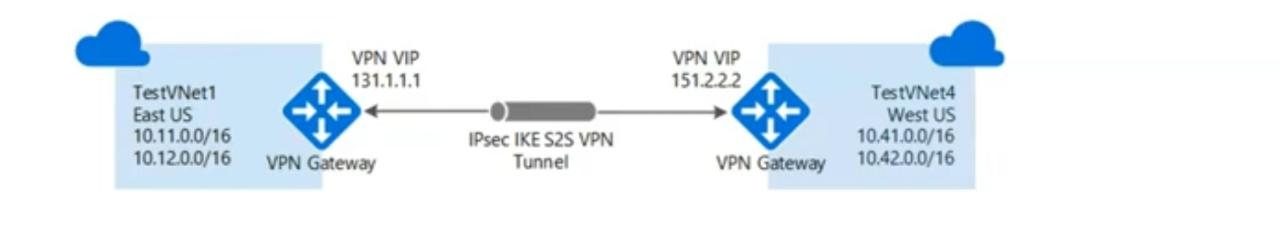 TestVNet1
East US
10.11.0.0/16
10.12.0.0/16
VPN VIP
131.1.1.1
VPN Gateway
IPsec IKE S2S VPN
Tunnel
VPN VIP
151.2.2.2
VPN Gateway
TestVNet4
West US
10.41.0.0/16
10.42.0.0/16